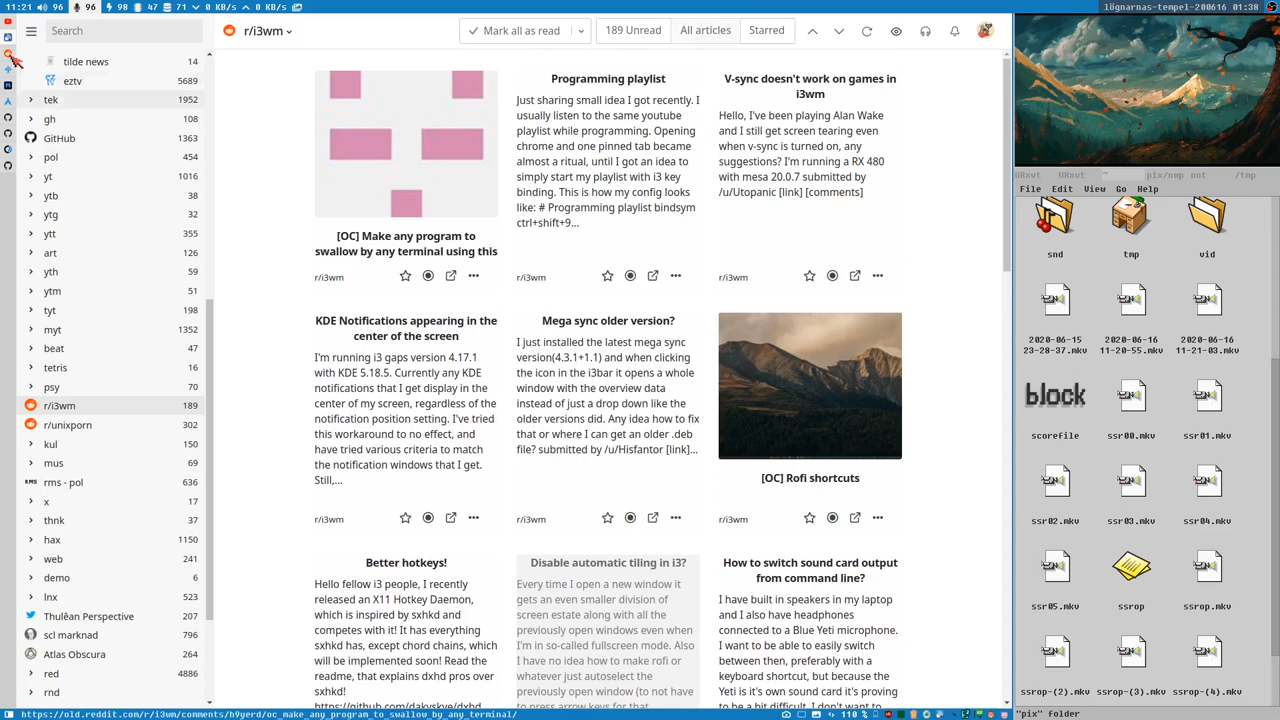 11:21 96 96 98 47 71 0 KB/s 0 KB/s
lögnarnas-tempel-200616 01:38
Search
r/i3wm
Mark all as read
189 Unread
All articles
Starred
tilde news 14
eztv 5689
tek 1952
gh 108
GitHub 1363
pol 454
yt 1016
ytb 38
ytg 32
ytt 355
art 126
yth 59
ytm 51
tyt 198
myt 1352
beat 47
tetris 16
psy 70
r/i3wm 189
r/unixporn 302
kul 150
mus 69
rms - pol 636
x 17
thnk 37
hax 1150
web 241
demo 6
lnx 523
Thulêan Perspective 207
scl marknad 796
Atlas Obscura 264
red 4886
rnd
[OC] Make any program to
swallow by any terminal using this
r/i3wm
Programming playlist
Just sharing small idea I got recently. I
usually listen to the same youtube
playlist while programming. Opening
chrome and one pinned tab became
almost a ritual, until I got an idea to
simply start my playlist with i3 key
binding. This is how my config looks
like: # Programming playlist bindsym
ctrl+shift+9...
r/i3wm
V-sync doesn't work on games in
i3wm
Hello, I've been playing Alan Wake
and I still get screen tearing even
when v-sync is turned on, any
suggestions? I'm running a RX 480
with mesa 20.0.7 submitted by
/u/Utopanic [link] [comments]
r/i3wm
KDE Notifications appearing in the
center of the screen
I'm running i3 gaps version 4.17.1
with KDE 5.18.5. Currently any KDE
notifications that I get display in the
center of my screen, regardless of the
notification position setting. I've tried
this workaround to no effect, and
have tried various criteria to match
the notification windows that I get.
Still,...
r/i3wm
Mega sync older version?
I just installed the latest mega sync
version(4.3.1+1.1) and when clicking
the icon in the i3bar it opens a whole
window with the overview data
instead of just a drop down like the
older versions did. Any idea how to fix
that or where I can get an older .deb
file? submitted by /u/Hisfantor [link]...
r/i3wm
[OC] Rofi shortcuts
r/i3wm
Better hotkeys!
Hello fellow i3 people, I recently
released an X11 Hotkey Daemon,
which is inspired by sxhkd and
competes with it! It has everything
sxhkd has, except chord chains, which
will be implemented soon! Read the
readme, that explains dxhd pros over
sxhkd!
https://github.com/dakyskye/dxhd
Disable automatic tiling in i3?
Every time I open a new window it
gets an even smaller division of
screen estate along with all the
previously open windows even when
I'm in so-called fullscreen mode. Also
I have no idea how to make rofi or
whatever just autoselect the
previously open window (to not have
to press arrow keys for that
How to switch sound card output
from command line?
I have built in speakers in my laptop
and I also have headphones
connected to a Blue Yeti microphone.
I want to be able to easily switch
between then, preferably with a
keyboard shortcut, but because the
Yeti is it's own sound card it's proving
to be a bit difficult. I don't want to
URxvt URxvt ~ pix/nwp not /tmp
File Edit View Go Help
snd tmp vid
2020-06-15
23-28-37.mkv
2020-06-16
11-20-55.mkv
2020-06-16
11-21-03.mkv
block
scorefile ssr00.mkv ssr01.mkv
ssr02.mkv ssr03.mkv ssr04.mkv
ssr05.mkv ssrop ssrop.mkv
ssrop-(2).mkv ssrop-(3).mkv ssrop-(4).mkv
"pix" folder
https://old.reddit.com/r/i3wm/comments/h9yerd/oc_make_any_program_to_swallow_by_any_terminal/
110 %